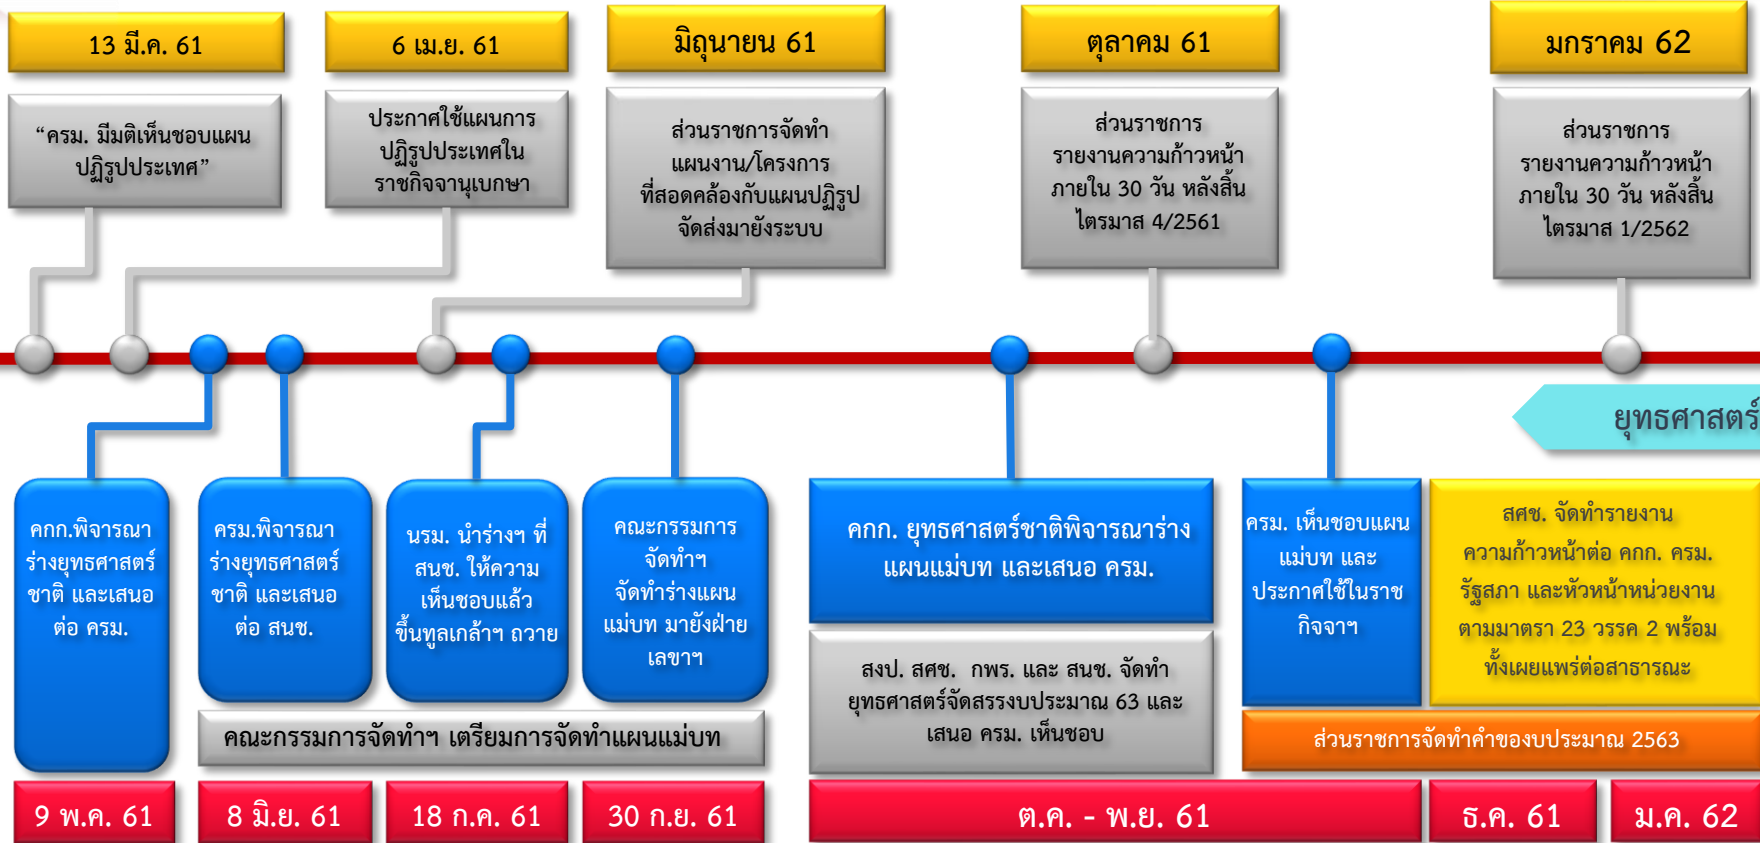 13 มี.ค. 61
6 เม.ย. 61
มิถุนายน 61
ตุลาคม 61
มกราคม 62
“ครม. มีมติเห็นชอบแผน
ปฏิรูปประเทศ”
ประกาศใช้แผนการ
ปฏิรูปประเทศใน
ราชกิจจานุเบกษา
ส่วนราชการจัดทำ
แผนงาน/โครงการ
ที่สอดคล้องกับแผนปฏิรูป
จัดส่งมายังระบบ
ส่วนราชการ
รายงานความก้าวหน้า
ภายใน 30 วัน หลังสิ้น
ไตรมาส 4/2561
ส่วนราชการ
รายงานความก้าวหน้า
ภายใน 30 วัน หลังสิ้น
ไตรมาส 1/2562
ยุทธศาสตร์
คกก.พิจารณา
ร่างยุทธศาสตร์
ชาติ และเสนอ
ต่อ ครม.
ครม.พิจารณา
ร่างยุทธศาสตร์
ชาติ และเสนอ
ต่อ สนช.
นรม. นำร่างฯ ที่
สนช. ให้ความ
เห็นชอบแล้ว
ขึ้นทูลเกล้าฯ ถวาย
คณะกรรมการ
จัดทำฯ
จัดทำร่างแผน
แม่บท มายังฝ่าย
เลขาฯ
คกก. ยุทธศาสตร์ชาติพิจารณาร่าง
แผนแม่บท และเสนอ ครม.
ครม. เห็นชอบแผน
แม่บท และ
ประกาศใช้ในราช
กิจจาฯ
สศช. จัดทำรายงาน
ความก้าวหน้าต่อ คกก. ครม.
รัฐสภา และหัวหน้าหน่วยงาน
ตามมาตรา 23 วรรค 2 พร้อม
ทั้งเผยแพร่ต่อสาธารณะ
สงป. สศช. กพร. และ สนช. จัดทำ
ยุทธศาสตร์จัดสรรงบประมาณ 63 และ
เสนอ ครม. เห็นชอบ
คณะกรรมการจัดทำฯ เตรียมการจัดทำแผนแม่บท
ส่วนราชการจัดทำคำของบประมาณ 2563
9 พ.ค. 61
8 มิ.ย. 61
18 ก.ค. 61
30 ก.ย. 61
ต.ค. - พ.ย. 61
ธ.ค. 61
ม.ค. 62